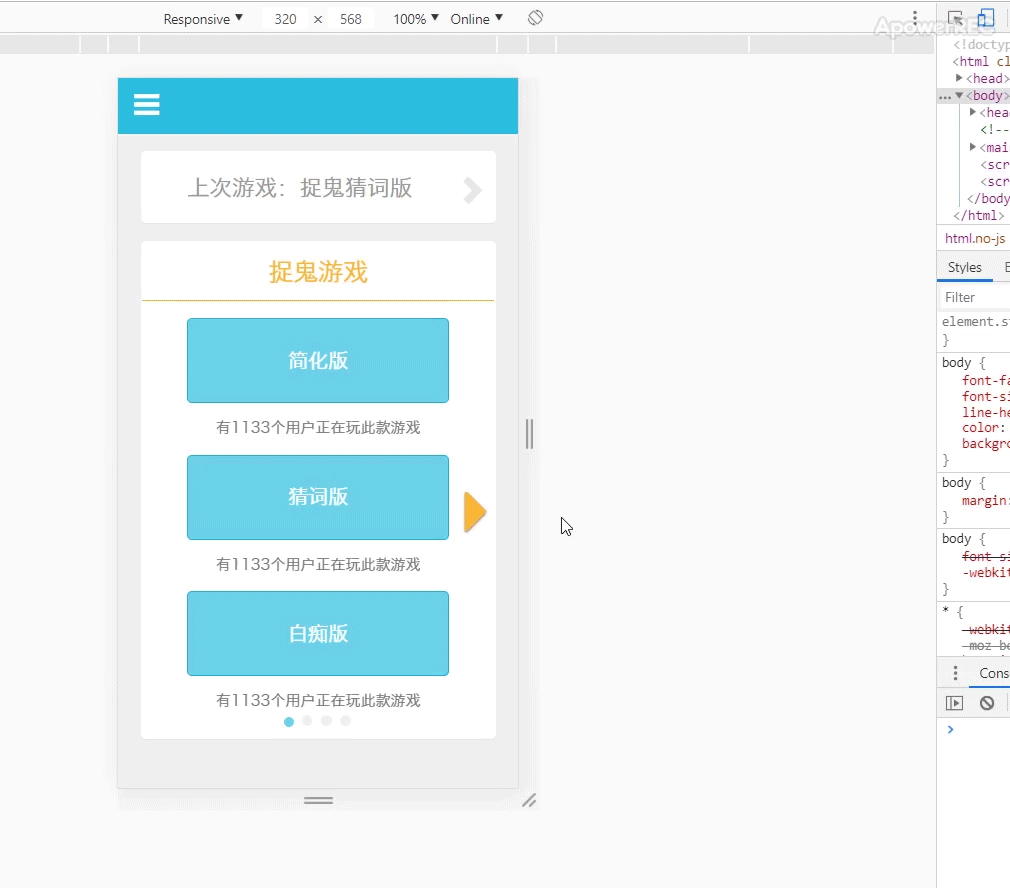 Responsive ▼ 320 × 568 100% ▼ Online ▼
ApowerREC
上次游戏：捉鬼猜词版
捉鬼游戏
简化版
有1133个用户正在玩此款游戏
猜词版
有1133个用户正在玩此款游戏
白痴版
有1133个用户正在玩此款游戏
<!doctyp
<html cl
▶<head>
...▼<body>
▶<hea
<!--
▶<mai
<scr
<scr
</body
</html>
html.no-js
Styles E
Filter
element.st
}
body {
font-fa
font-si
line-he
color:
backgro
}
body {
margin:
}
body {
font-si
-webkit
}
* {
-webkit
-moz-bo
Cons